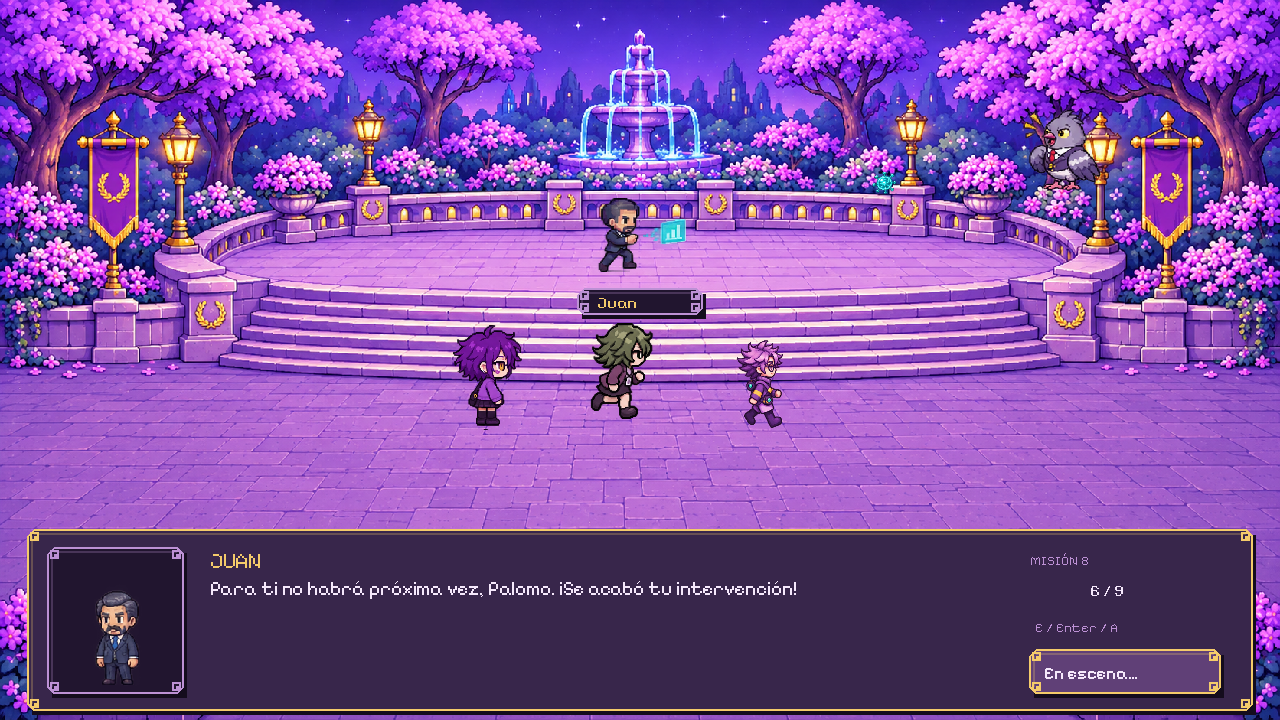 Juan
JUAN
Para ti no habrá próxima vez, Palomo. ¡Se acabó tu intervención!
MISIÓN 8
6 / 9
E / Enter / A
En escena...